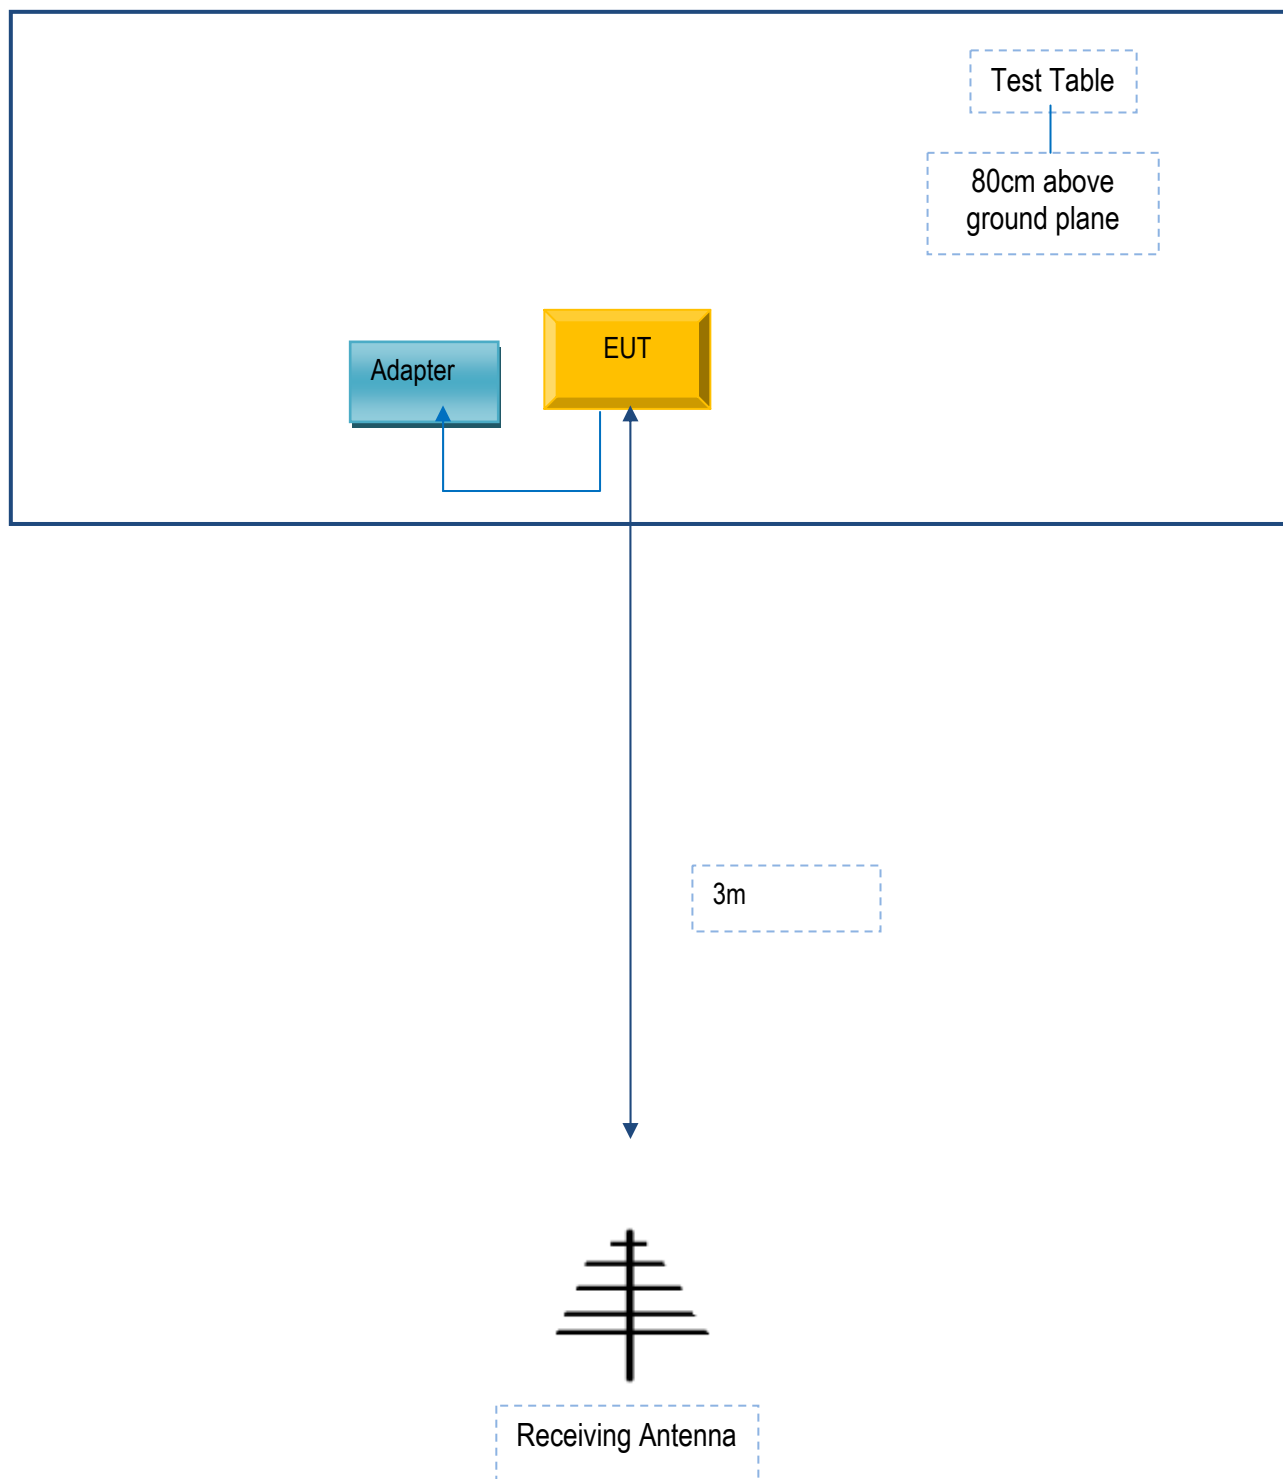 Test Table
80cm above
ground plane
EUT
Adapter
3m
Receiving Antenna